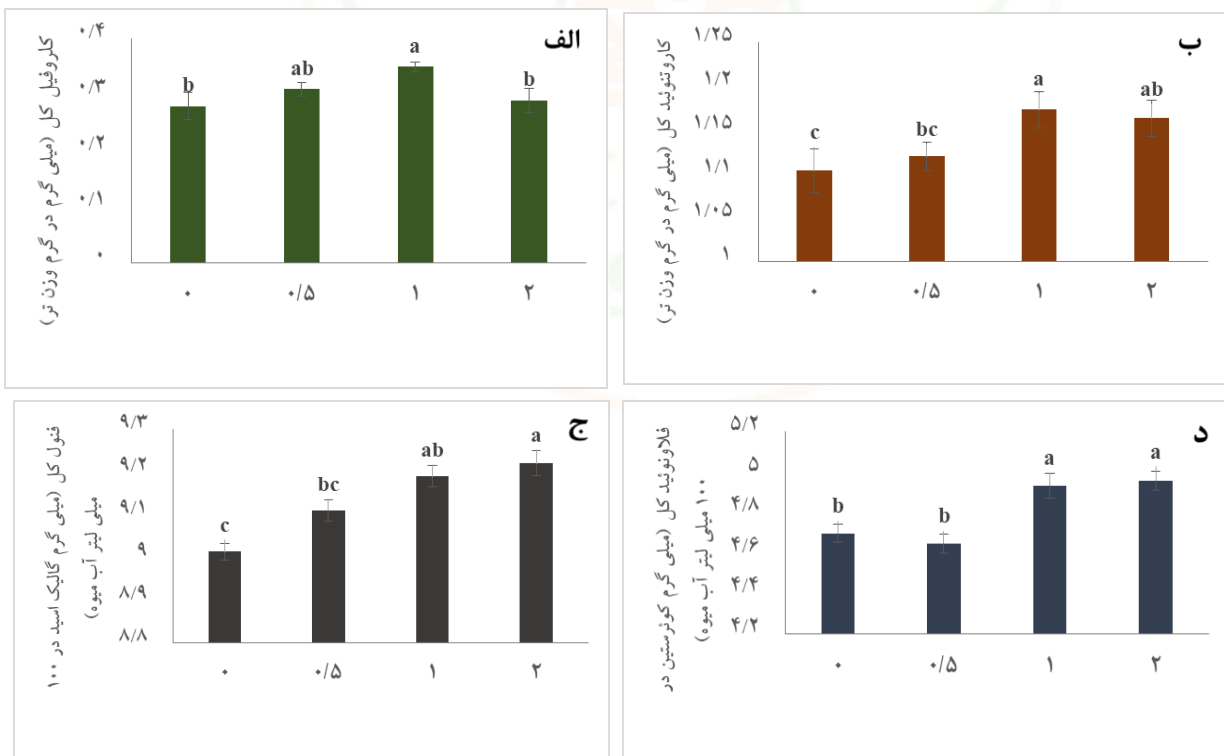 الف
کلروفیل کل (میلی گرم در گرم وزن تر)
۰/۴
۰/۳
۰/۲
۰/۱
۰
b
ab
a
b
۰
۰/۵
۱
۲
ب
کاروتنوئید کل (میلی گرم در گرم وزن تر)
۱/۲۵
۱/۲
۱/۱۵
۱/۱
۱/۰۵
۱
c
bc
a
ab
۰
۰/۵
۱
۲
ج
فنول کل (میلی گرم گالیک اسید در ۱۰۰
میلی لیتر آب میوه)
۹/۳
۹/۲
۹/۱
۹
۸/۹
۸/۸
c
bc
ab
a
۰
۰/۵
۱
۲
د
فلاونوئید کل (میلی گرم کوئرستین در
۱۰۰ میلی لیتر آب میوه)
۵/۲
۵
۴/۸
۴/۶
۴/۴
۴/۲
b
b
a
a
۰
۰/۵
۱
۲